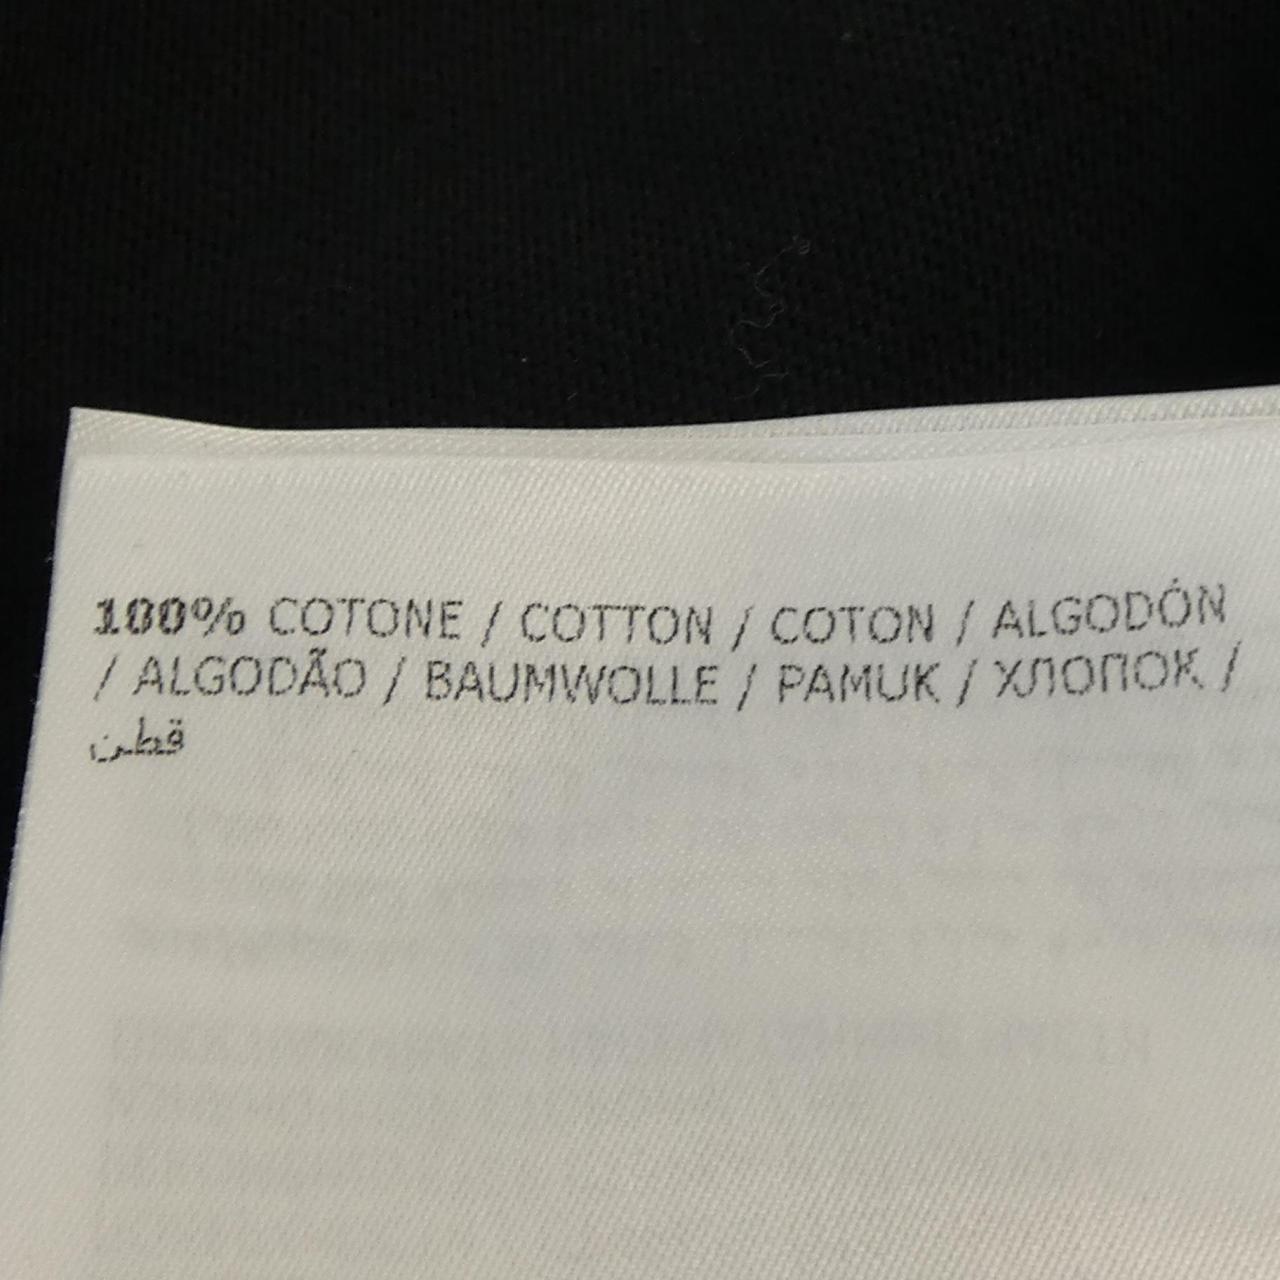 100% COTONE / COTTON / COTON / ALGODÓN
/ ALGODÃO / BAUMWOLLE / PAMUK / ХЛОПОК /
قطن